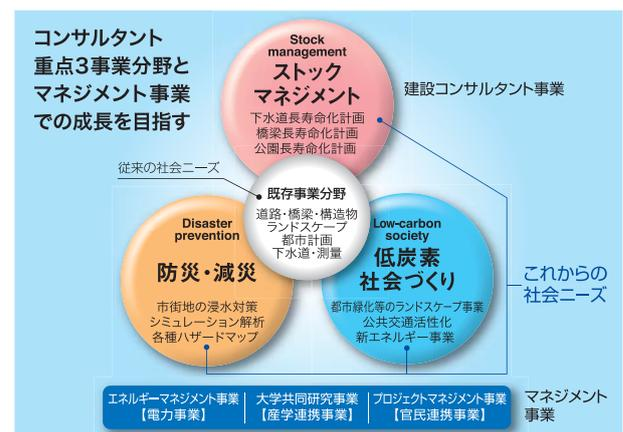 コンサルタント
重点3事業分野と
マネジメント事業
での成長を目指す
Stock
management
ストック
マネジメント
下水道長寿命化計画
橋梁長寿命化計画
公園長寿命化計画
建設コンサルタント事業
従来の社会ニーズ
既存事業分野
道路・橋梁・構造物
ランドスケープ
都市計画
下水道・測量
Disaster
prevention
防災・減災
市街地の浸水対策
シミュレーション解析
各種ハザードマップ
Low-carbon
society
低炭素
社会づくり
都市緑化等のランドスケープ事業
公共交通活性化
新エネルギー事業
これからの
社会ニーズ
エネルギーマネジメント事業
【電力事業】
大学共同研究事業
【産学連携事業】
プロジェクトマネジメント事業
【官民連携事業】
マネジメント
事業